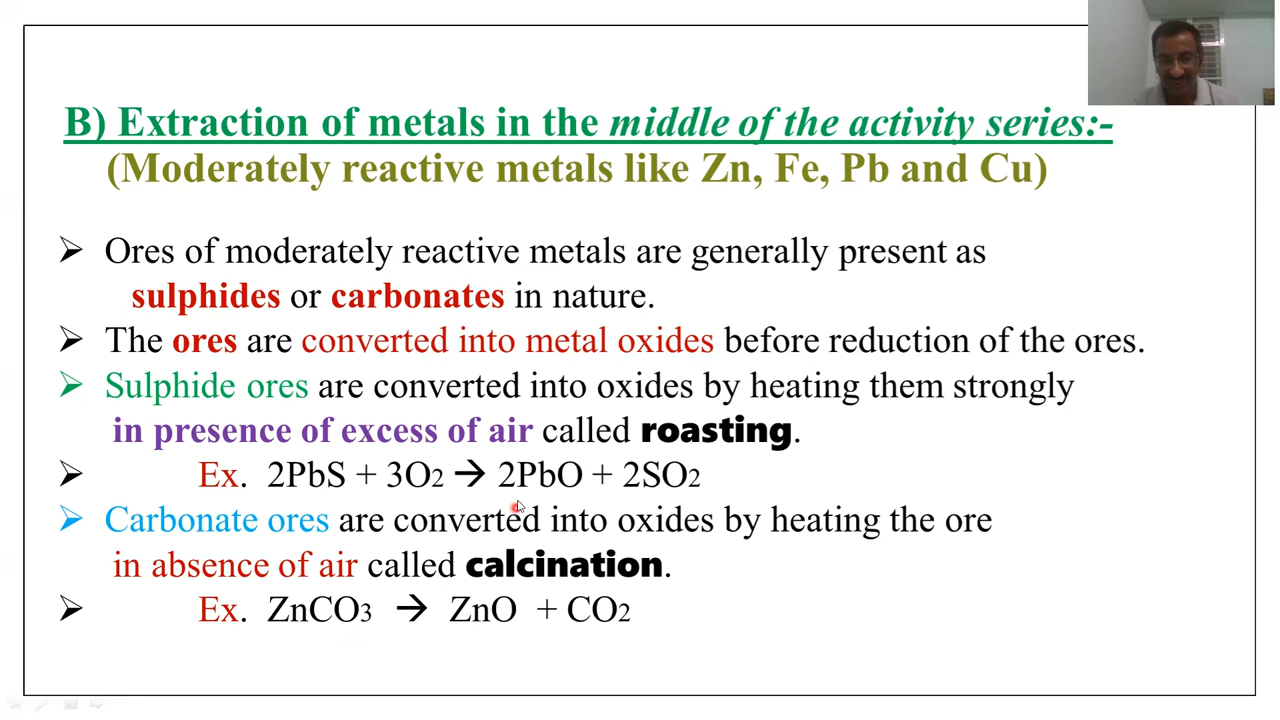 B) Extraction of metals in the middle of the activity series:-
(Moderately reactive metals like Zn, Fe, Pb and Cu)
➢ Ores of moderately reactive metals are generally present as
sulphides or carbonates in nature.
➢ The ores are converted into metal oxides before reduction of the ores.
➢ Sulphide ores are converted into oxides by heating them strongly
in presence of excess of air called roasting.
➢ Ex. 2PbS + 3O2 → 2PbO + 2SO2
➢ Carbonate ores are converted into oxides by heating the ore
in absence of air called calcination.
➢ Ex. ZnCO3 → ZnO + CO2